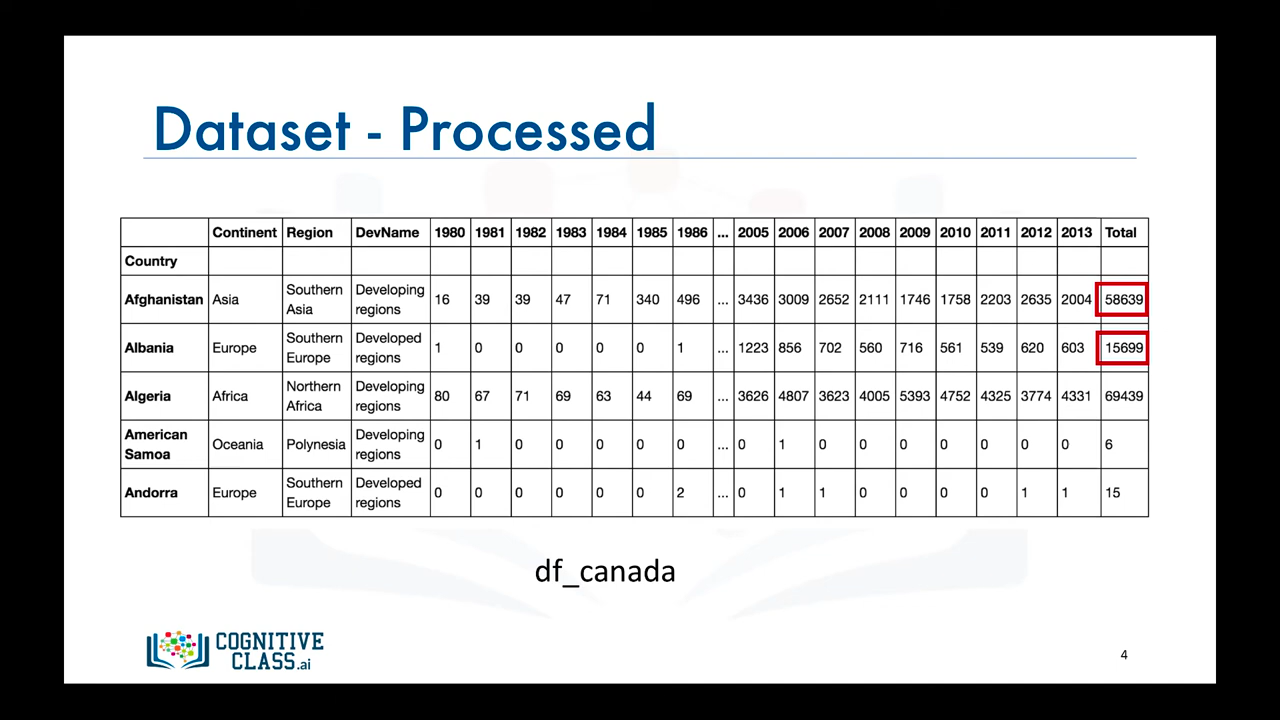 Dataset - Processed
Continent Region DevName 1980 1981 1982 1983 1984 1985 1986 ... 2005 2006 2007 2008 2009 2010 2011 2012 2013 Total
Country
Afghanistan Asia Southern Asia Developing regions 16 39 39 47 71 340 496 ... 3436 3009 2652 2111 1746 1758 2203 2635 2004 58639
Albania Europe Southern Europe Developed regions 1 0 0 0 0 0 1 ... 1223 856 702 560 716 561 539 620 603 15699
Algeria Africa Northern Africa Developing regions 80 67 71 69 63 44 69 ... 3626 4807 3623 4005 5393 4752 4325 3774 4331 69439
American Samoa Oceania Polynesia Developing regions 0 1 0 0 0 0 0 ... 0 1 0 0 0 0 0 0 0 6
Andorra Europe Southern Europe Developed regions 0 0 0 0 0 0 2 ... 0 1 1 0 0 0 0 1 1 15
df_canada
COGNITIVE
CLASS.ai
4